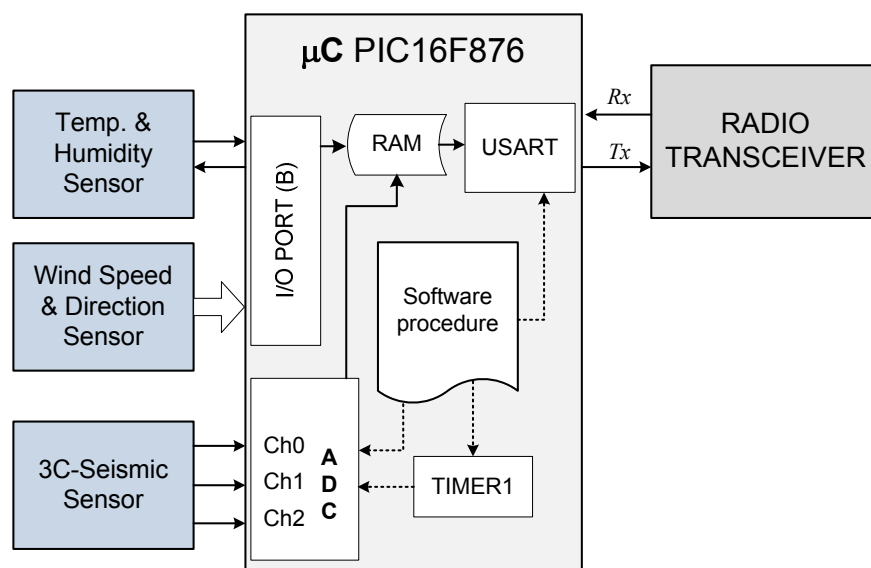 μC PIC16F876
Temp. &
Humidity
Sensor
Wind Speed
& Direction
Sensor
3C-Seismic
Sensor
I/O PORT (B)
RAM
USART
Rx
Tx
RADIO
TRANSCEIVER
Software
procedure
Ch0
Ch1
Ch2
A
D
C
TIMER1